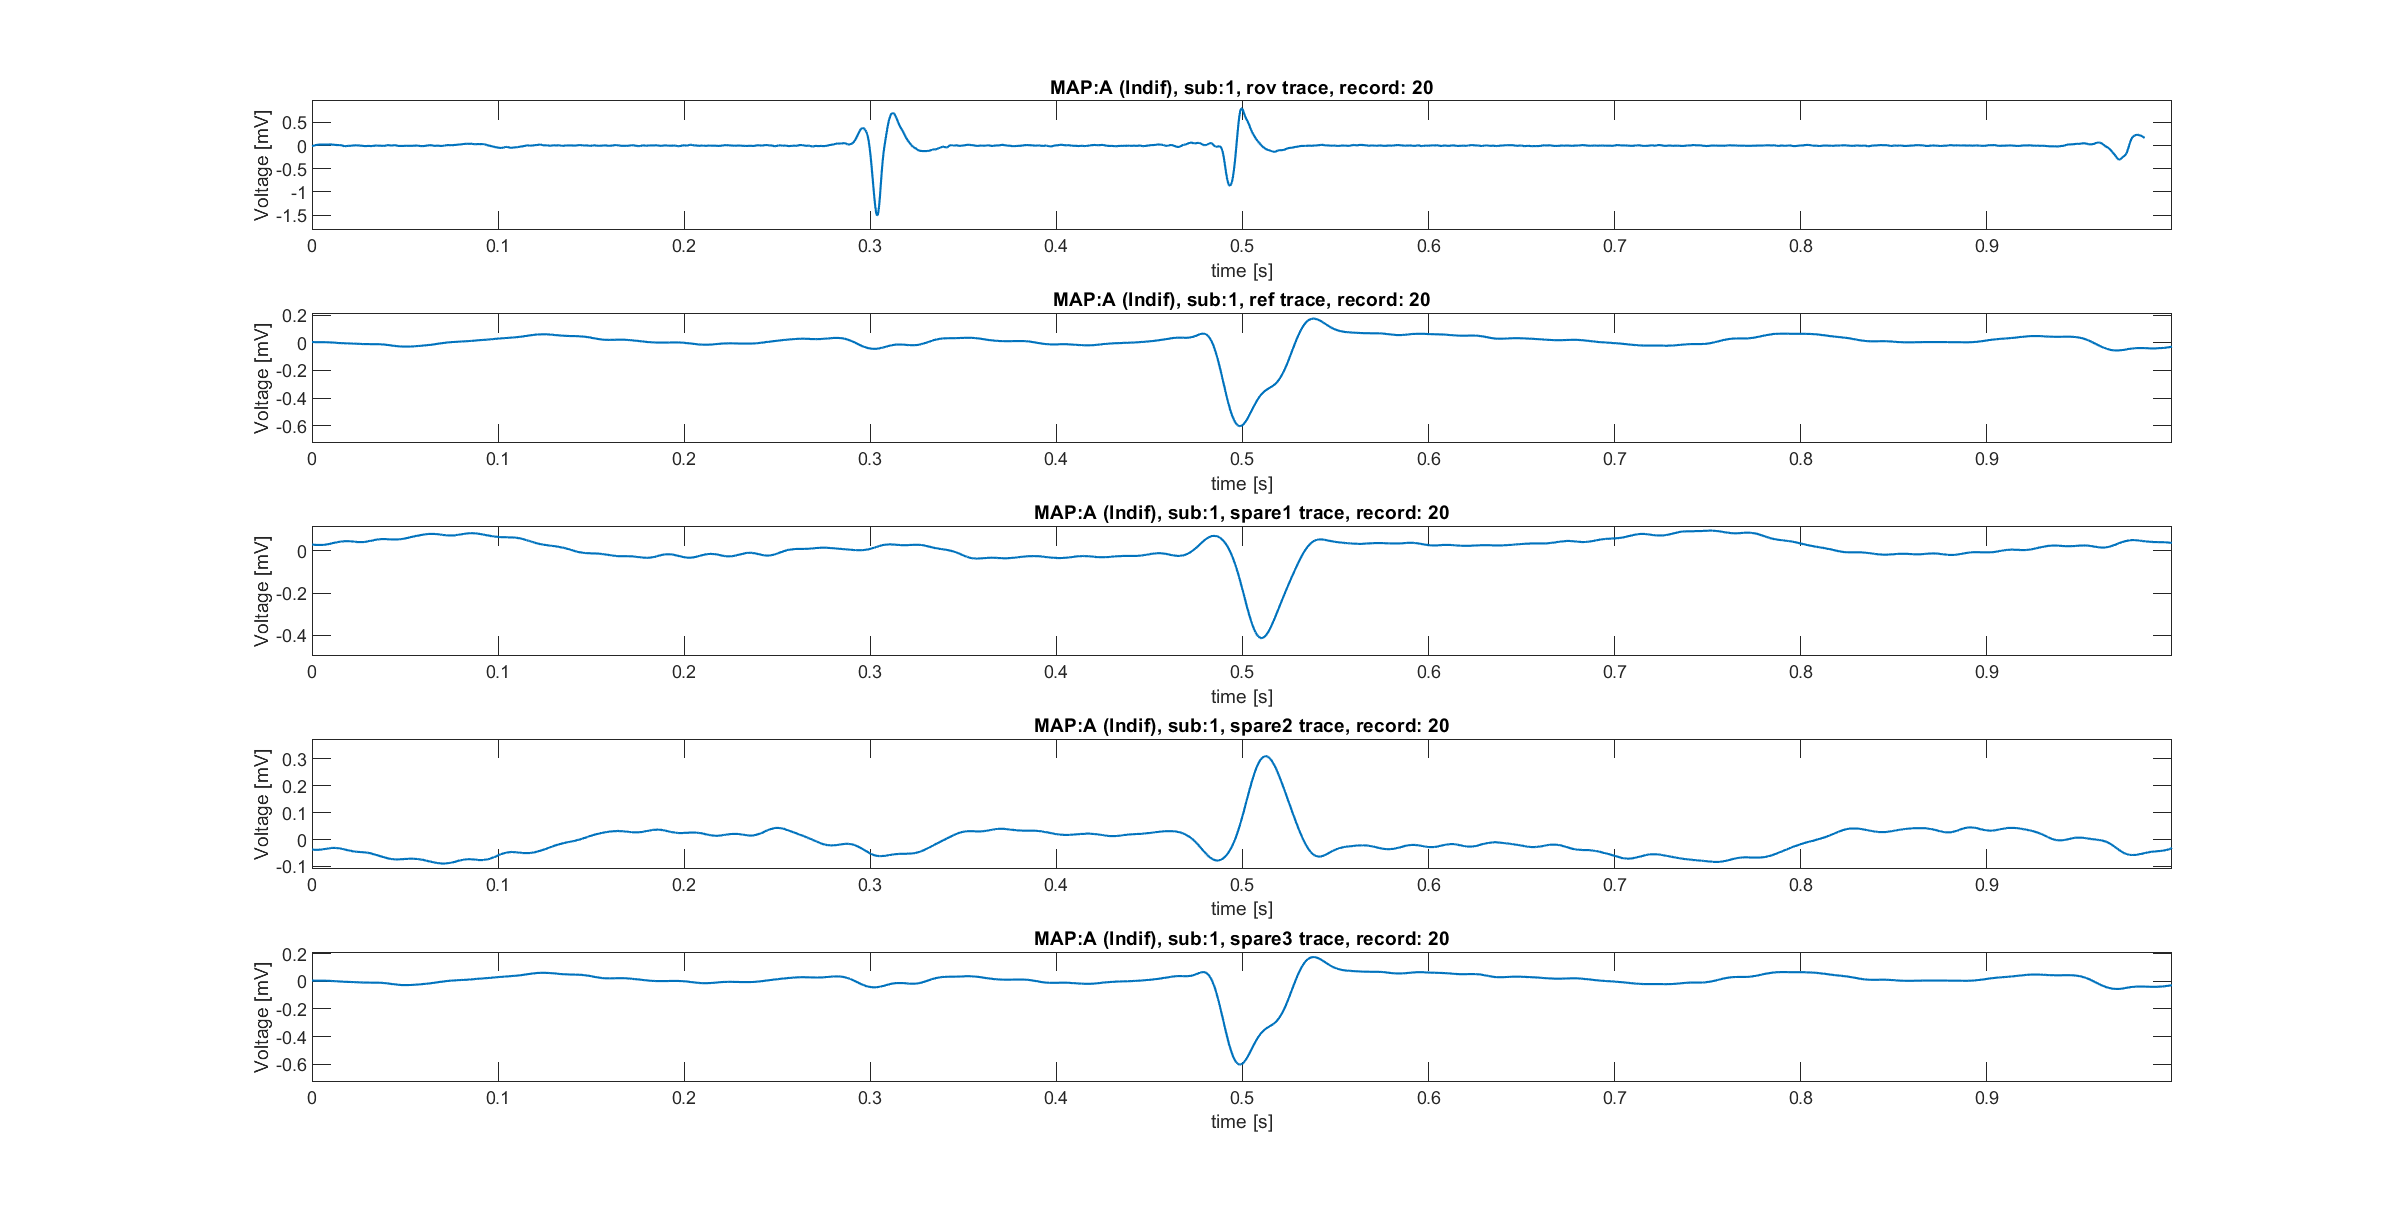 MAP:A (Indif), sub:1, rov trace, record: 20
Voltage [mV]
0.5
0
-0.5
-1
-1.5
0 0.1 0.2 0.3 0.4 0.5 0.6 0.7 0.8 0.9
time [s]
MAP:A (Indif), sub:1, ref trace, record: 20
Voltage [mV]
0.2
0
-0.2
-0.4
-0.6
0 0.1 0.2 0.3 0.4 0.5 0.6 0.7 0.8 0.9
time [s]
MAP:A (Indif), sub:1, spare1 trace, record: 20
Voltage [mV]
0
-0.2
-0.4
0 0.1 0.2 0.3 0.4 0.5 0.6 0.7 0.8 0.9
time [s]
MAP:A (Indif), sub:1, spare2 trace, record: 20
Voltage [mV]
0.3
0.2
0.1
0
-0.1
0 0.1 0.2 0.3 0.4 0.5 0.6 0.7 0.8 0.9
time [s]
MAP:A (Indif), sub:1, spare3 trace, record: 20
Voltage [mV]
0.2
0
-0.2
-0.4
-0.6
0 0.1 0.2 0.3 0.4 0.5 0.6 0.7 0.8 0.9
time [s]